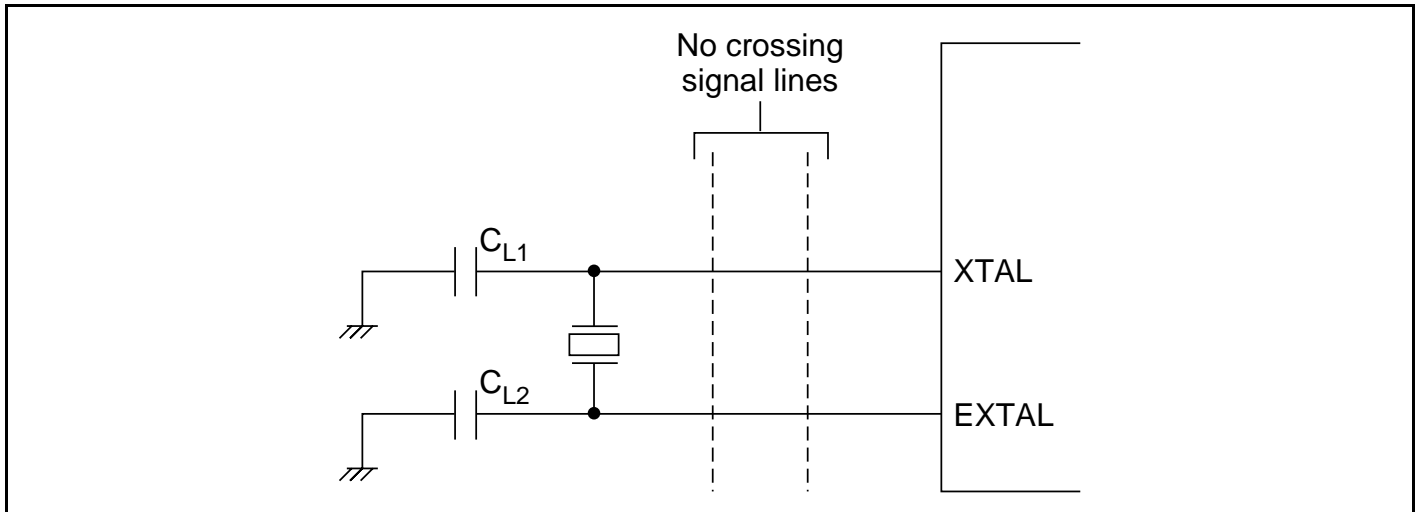 No crossing
signal lines
CL1
XTAL
CL2
EXTAL